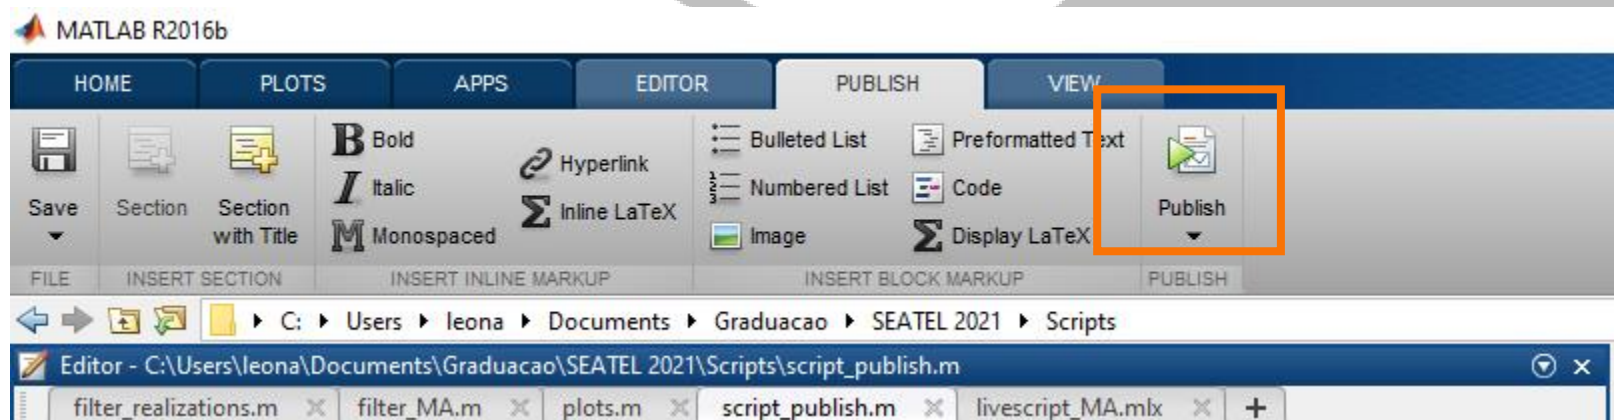 MATLAB R2016b
HOME PLOTS APPS EDITOR PUBLISH VIEW
Save
Section
Section
with Title
Bold
Italic
Monospaced
Hyperlink
Inline LaTeX
Bulleted List
Numbered List
Image
Preformatted Text
Code
Display LaTeX
Publish
FILE INSERT SECTION INSERT INLINE MARKUP INSERT BLOCK MARKUP PUBLISH
C: Users leona Documents Graduacao SEATEL 2021 Scripts
Editor - C:\Users\leona\Documents\Graduacao\SEATEL 2021\Scripts\script_publish.m
filter_realizations.m filter_MA.m plots.m script_publish.m livescript_MA.mlx